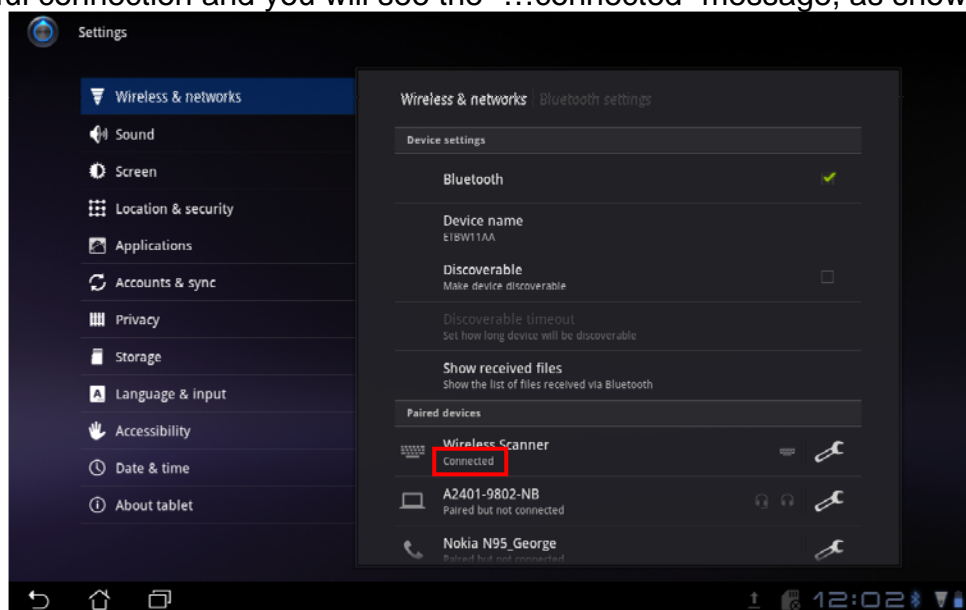 connection and you will see the "…connected" message, as show
Settings
Wireless & networks
Sound
Screen
Location & security
Applications
Accounts & sync
Privacy
Storage
Language & input
Accessibility
Date & time
About tablet
Wireless & networks Bluetooth settings
Device settings
Bluetooth
Device name
ETBW11AA
Discoverable
Make device discoverable
Discoverable timeout
Set how long device will be discoverable
Show received files
Show the list of files received via Bluetooth
Paired devices
Wireless Scanner
Connected
A2401-9802-NB
Paired but not connected
Nokia N95_George
Paired but not connected
12:02